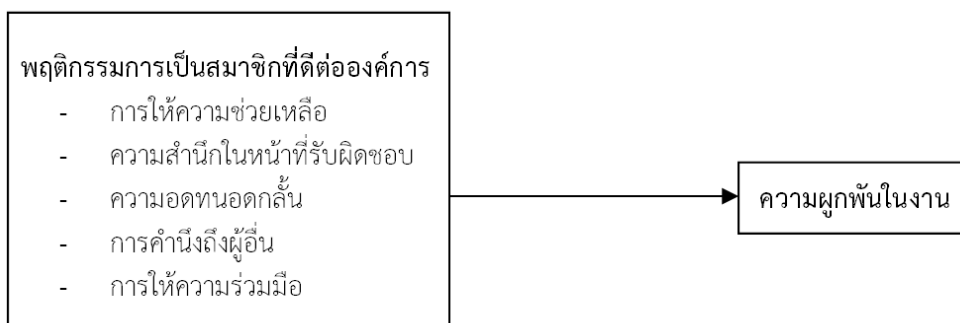 พฤติกรรมการเป็นสมาชิกที่ดีต่อองค์การ
- การให้ความช่วยเหลือ
- ความสำนึกในหน้าที่รับผิดชอบ
- ความอดทนอดกลั้น
- การคำนึงถึงผู้อื่น
- การให้ความร่วมมือ
ความผูกพันในงาน